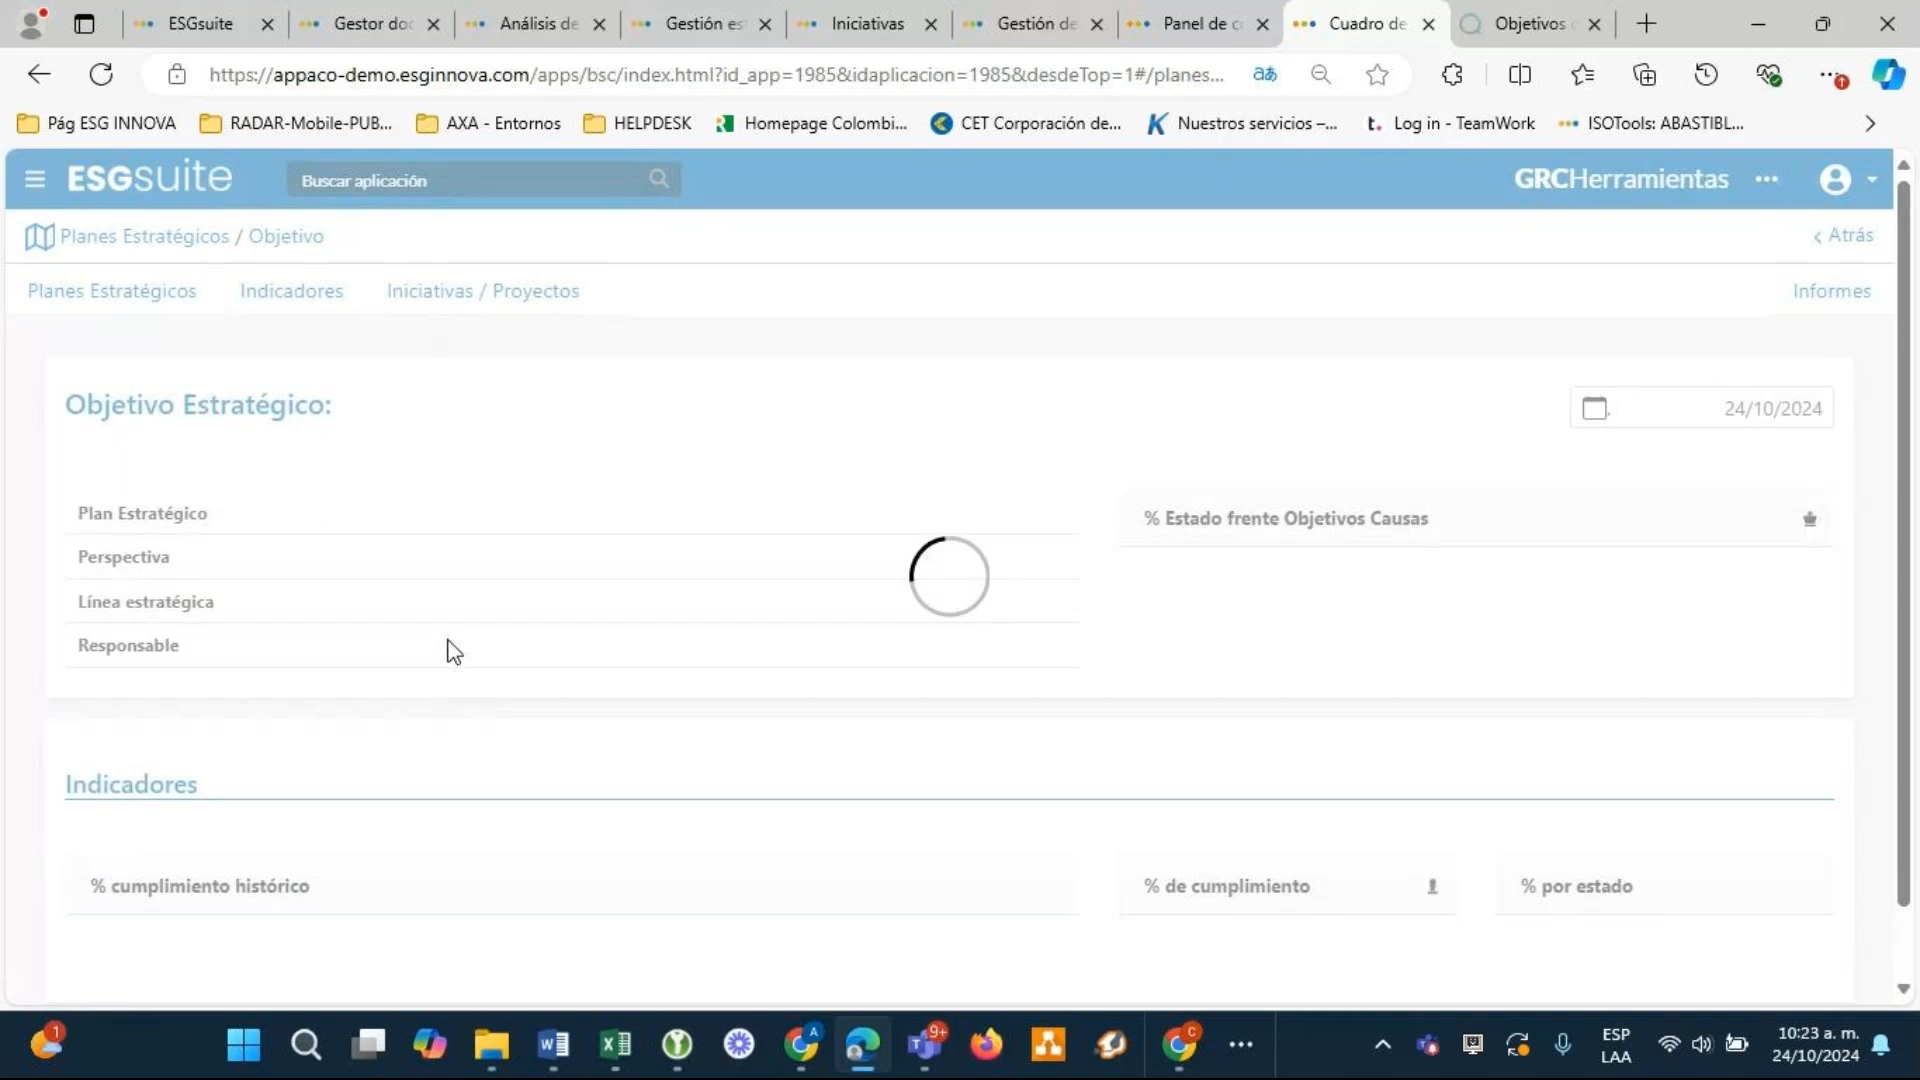 ESGsuite
Gestor doc
Análisis de
Gestión es
Iniciativas
Gestión de
Panel de c
Cuadro de
Objetivos
https://appaco-demo.esginnova.com/apps/bsc/index.html?id_app=1985&idaplicacion=1985&desdeTop=1#/planes...
Pág ESG INNOVA
RADAR-Mobile-PUB...
AXA - Entornos
HELPDESK
Homepage Colombi...
CET Corporación de...
Nuestros servicios –...
Log in - TeamWork
ISOTools: ABASTIBL...
ESGsuite
Buscar aplicación
GRCHerramientas
Planes Estratégicos / Objetivo
Atrás
Planes Estratégicos
Indicadores
Iniciativas / Proyectos
Informes
Objetivo Estratégico:
24/10/2024
Plan Estratégico
% Estado frente Objetivos Causas
Perspectiva
Línea estratégica
Responsable
Indicadores
% cumplimiento histórico
% de cumplimiento
% por estado
1
9+
ESP
LAA
10:23 a. m.
24/10/2024